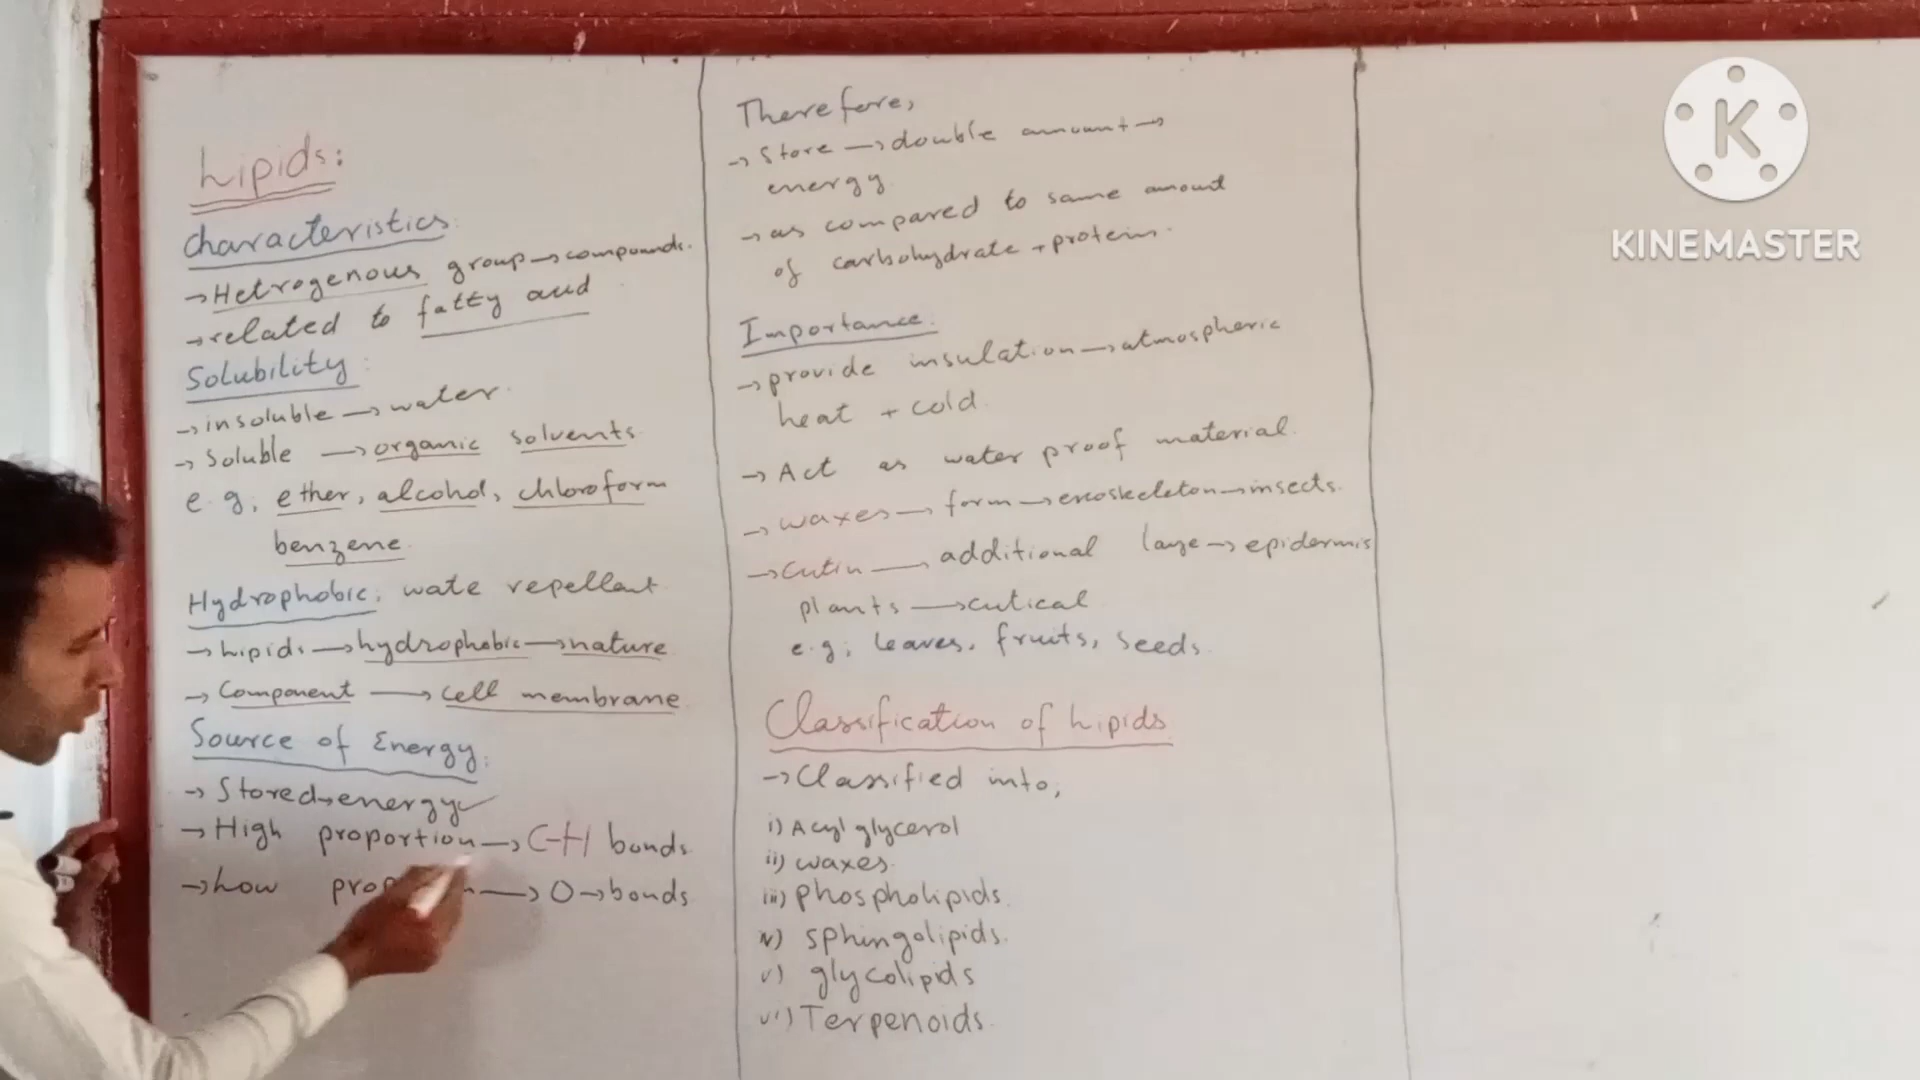 Lipids:
characteristics:
→Hetrogenous group→compounds.
→related to fatty acid
Solubility:
→insoluble→water.
→Soluble→organic solvents.
e.g; ether, alcohol, chloroform
benzene.
Hydrophobic; wate repellant
→Lipids→hydrophobic→nature
→Component→cell membrane.
Source of Energy:
→Stored→energy
→High proportion→C-H bonds.
→Low →O→bonds
Therefore,
→Store→double amount→
energy.
→as compared to same amount
of carbohydrate + protein.
Importance.
→provide insulation→atmospheric
heat + cold.
→Act as water proof material.
→waxes→form→exoskeleton→insects.
→cutin→additional laye→epidermis
plants→cutical
e.g; leaves, fruits, seeds.
Classification of Lipids
→Classified into;
i) Acyl glycerol
ii) waxes.
iii) Phospholipids.
iv) Sphingolipids.
v) glycolipids
vi) Terpenoids.
K
KINEMASTER